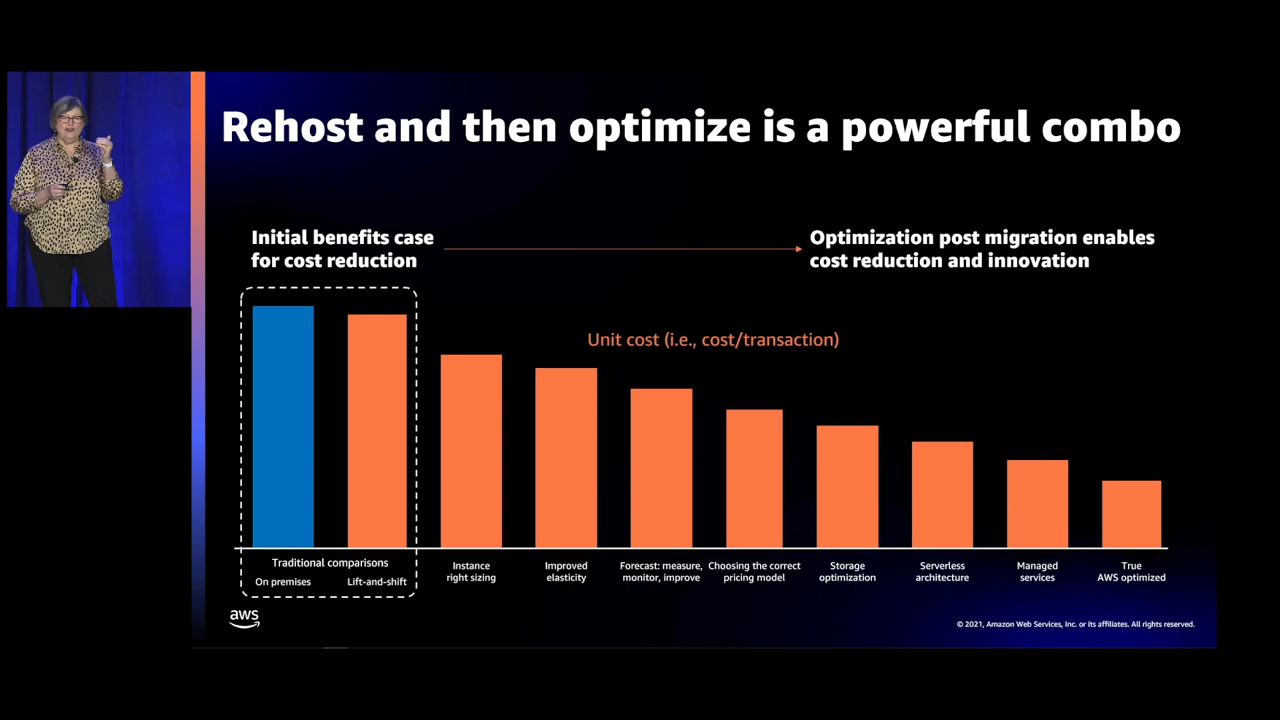 Rehost and then optimize is a powerful combo
Initial benefits case
for cost reduction
Optimization post migration enables
cost reduction and innovation
Unit cost (i.e., cost/transaction)
Traditional comparisons
On premises
Lift-and-shift
Instance
right sizing
Improved
elasticity
Forecast: measure,
monitor, improve
Choosing the correct
pricing model
Storage
optimization
Serverless
architecture
Managed
services
True
AWS optimized
aws
© 2021, Amazon Web Services, Inc. or its affiliates. All rights reserved.